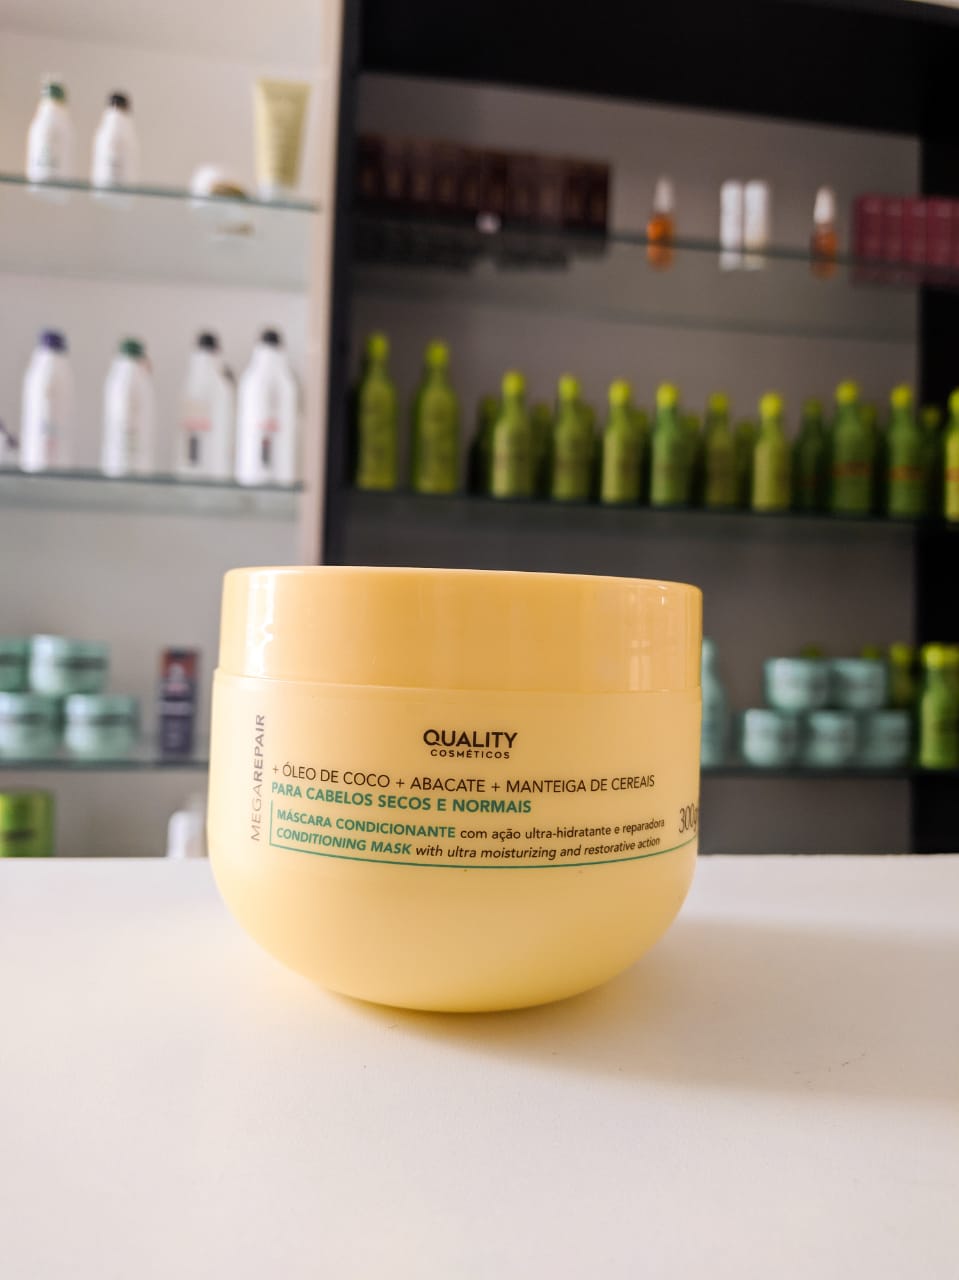 MEGAREPAIR
QUALITY
COSMÉTICOS
+ ÓLEO DE COCO + ABACATE + MANTEIGA DE CEREAIS
PARA CABELOS SECOS E NORMAIS
MÁSCARA CONDICIONANTE com ação ultra-hidratante e reparadora
CONDITIONING MASK with ultra moisturizing and restorative action
300g